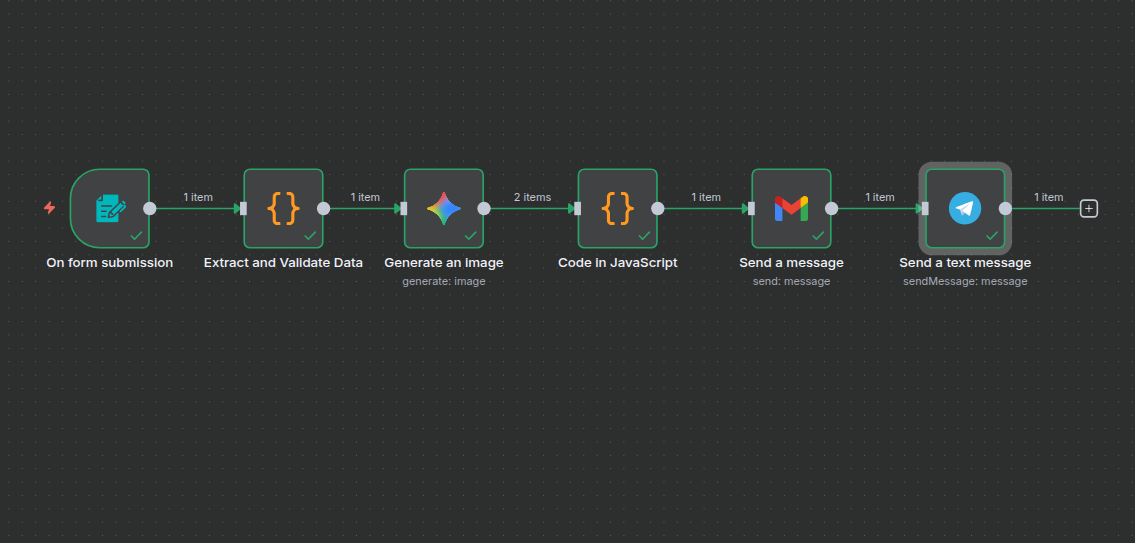 1 item
1 item
2 items
1 item
1 item
1 item
On form submission
Extract and Validate Data
Generate an image
generate: image
Code in JavaScript
Send a message
send: message
Send a text message
sendMessage: message